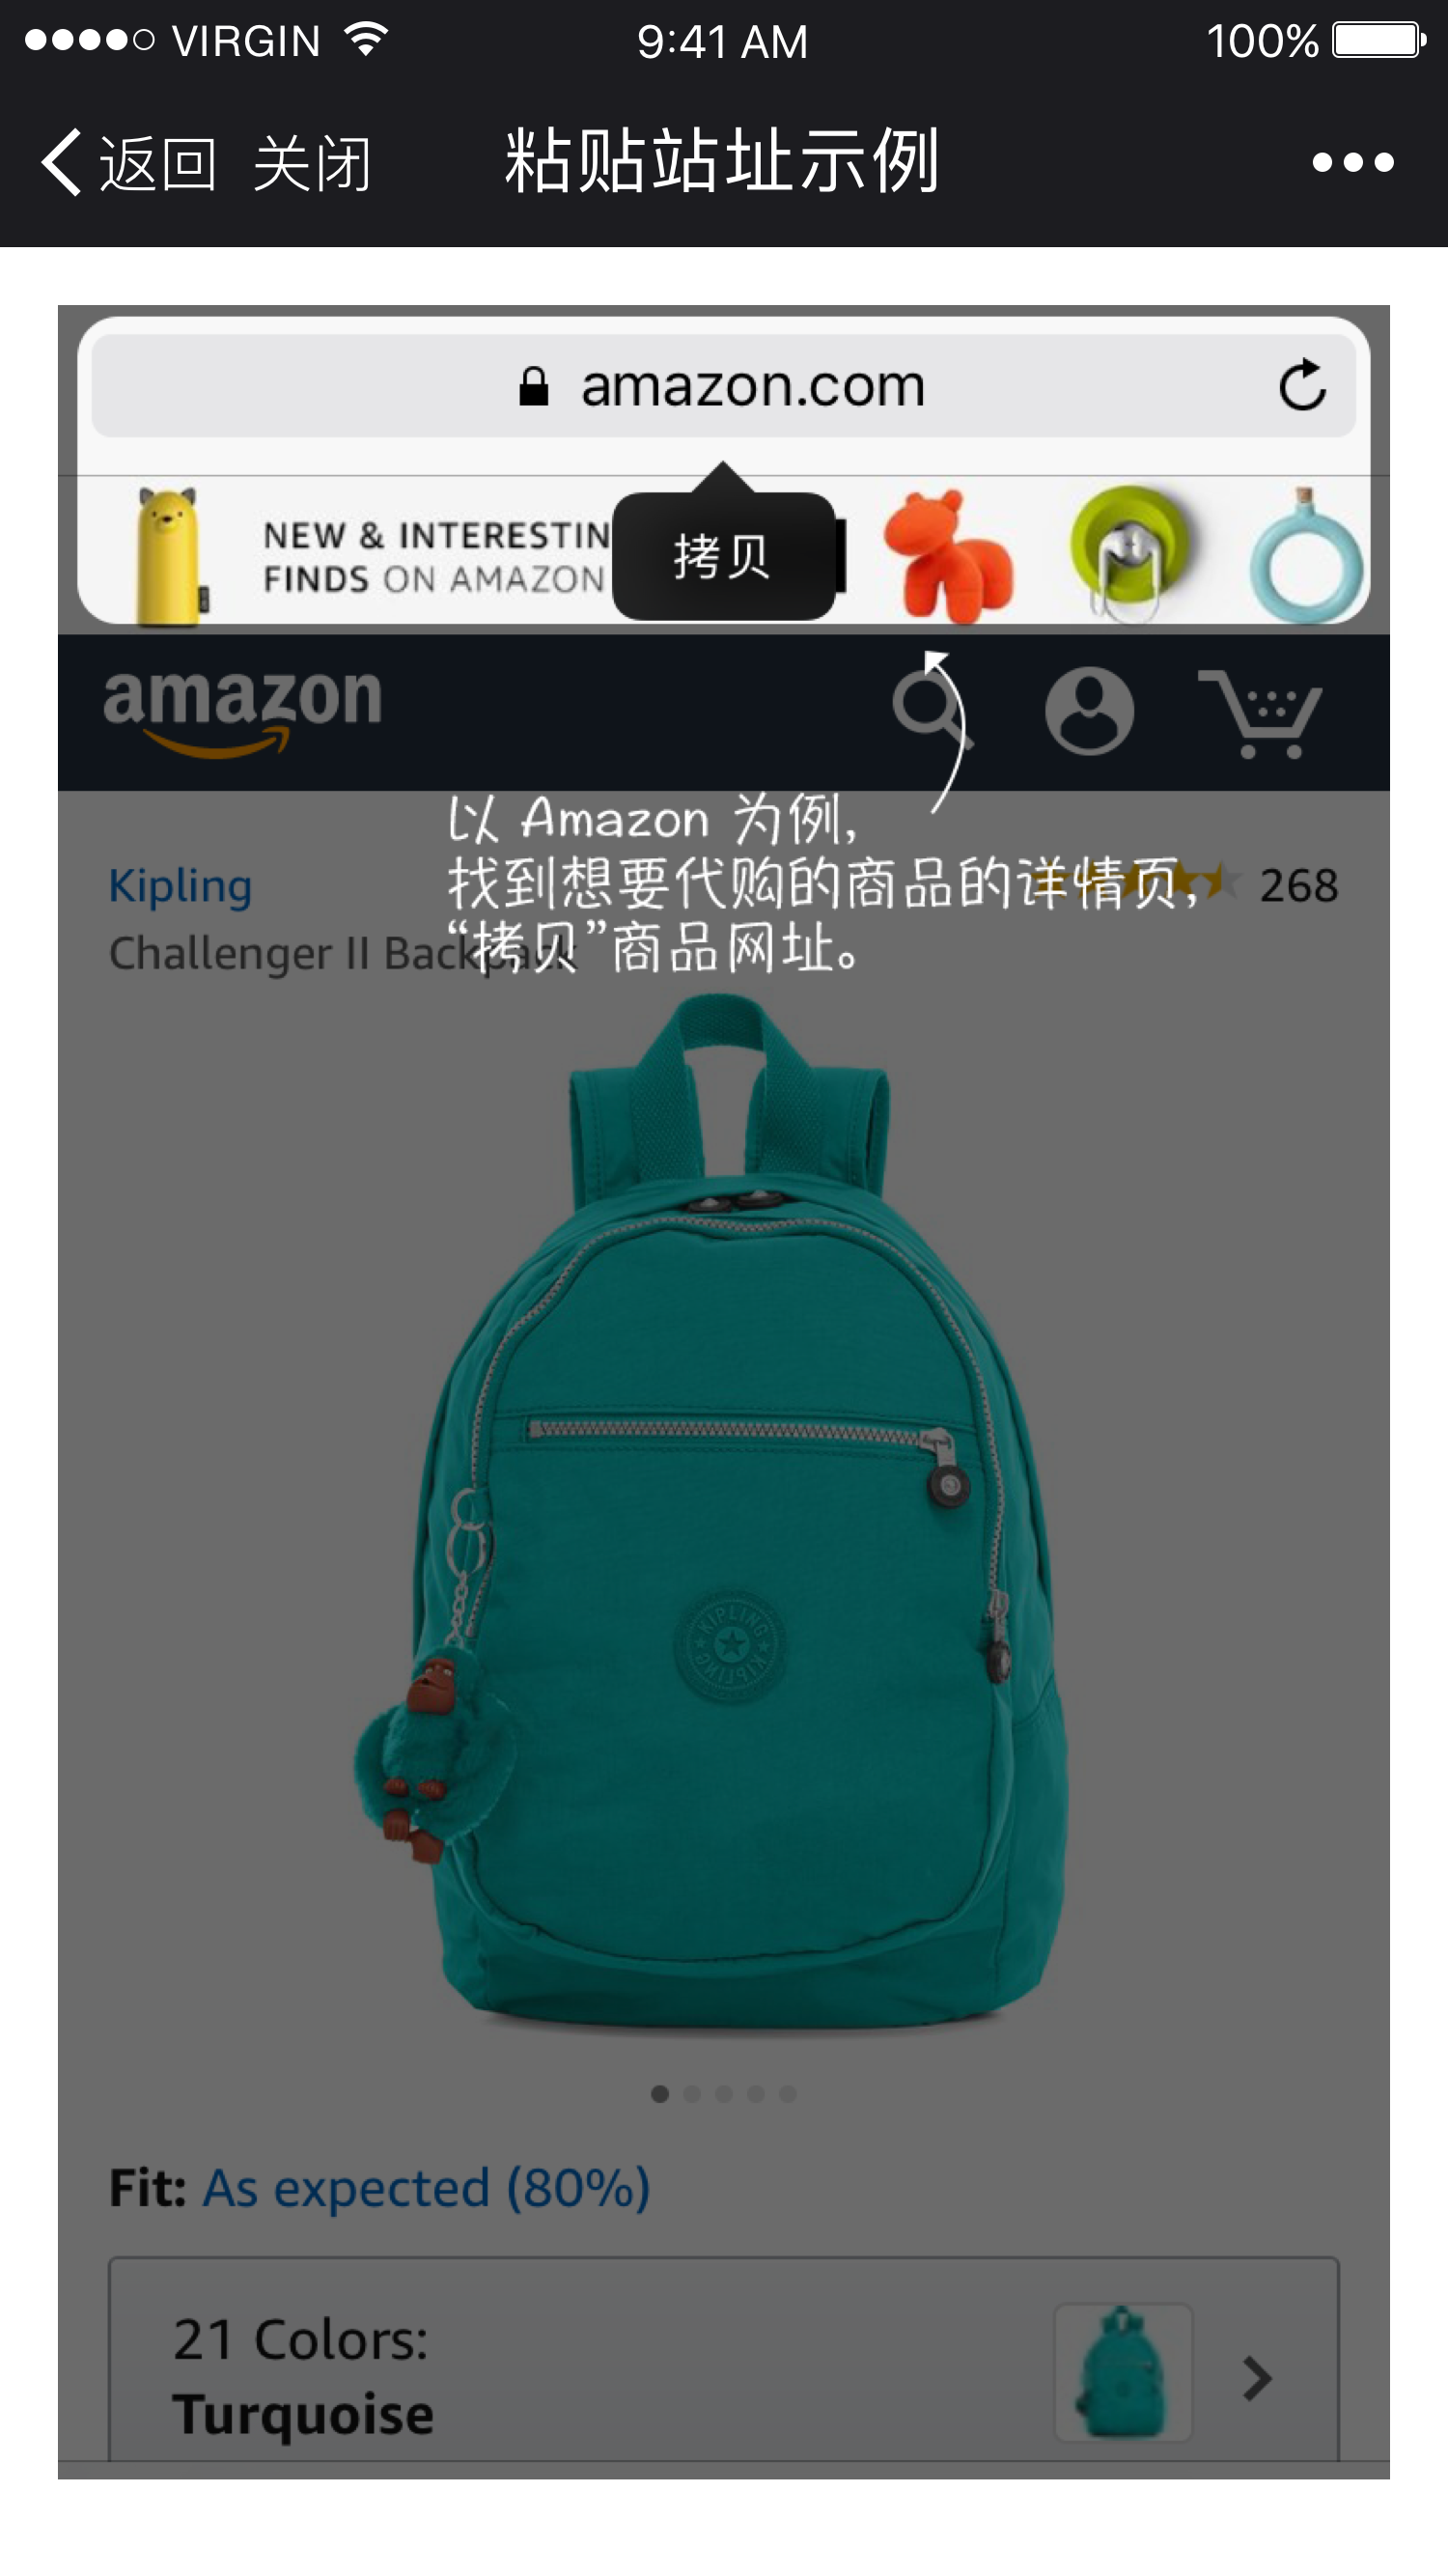 VIRGIN 9:41 AM 100%
返回 关闭 粘贴站址示例
amazon.com
NEW & INTERESTIN
FINDS ON AMAZON
拷贝
amazon
以 Amazon 为例,
找到想要代购的商品的详情页,
“拷贝”商品网址。
Kipling 268
Challenger II Backpack
KIPLING
KIPLING
Fit: As expected (80%)
21 Colors:
Turquoise